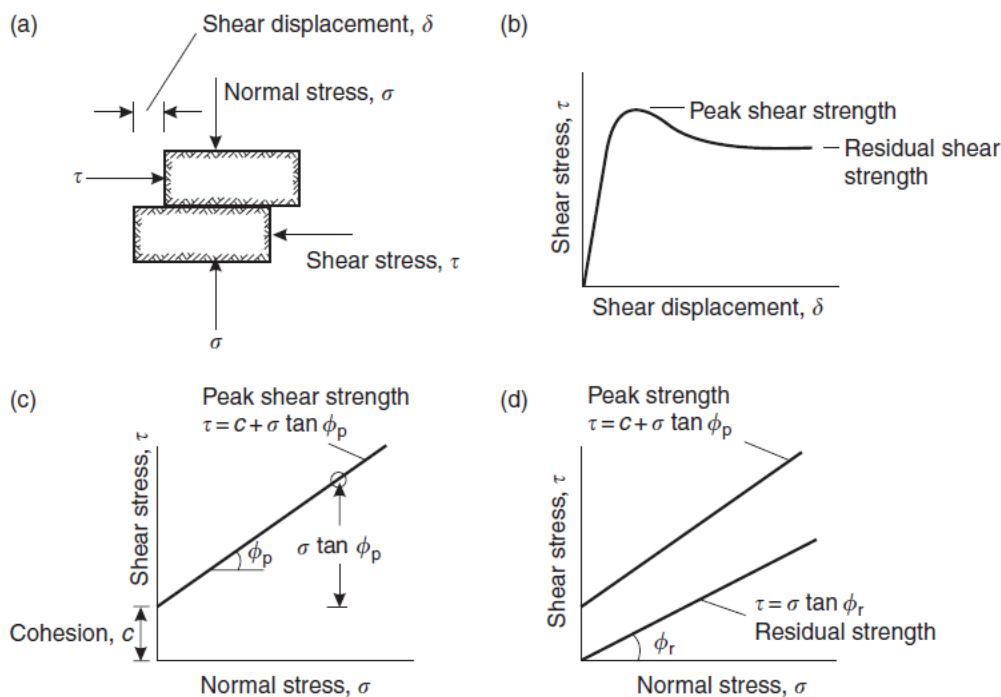 (a)
Shear displacement, δ
Normal stress, σ
τ
Shear stress, τ
σ
(b)
Shear stress, τ
Peak shear strength
Residual shear
strength
Shear displacement, δ
(c)
Peak shear strength
τ = c + σ tan ϕp
Shear stress, τ
ϕp
σ tan ϕp
Cohesion, c
Normal stress, σ
(d)
Peak strength
τ = c + σ tan ϕp
Shear stress, τ
τ = σ tan ϕr
Residual strength
ϕr
Normal stress, σ